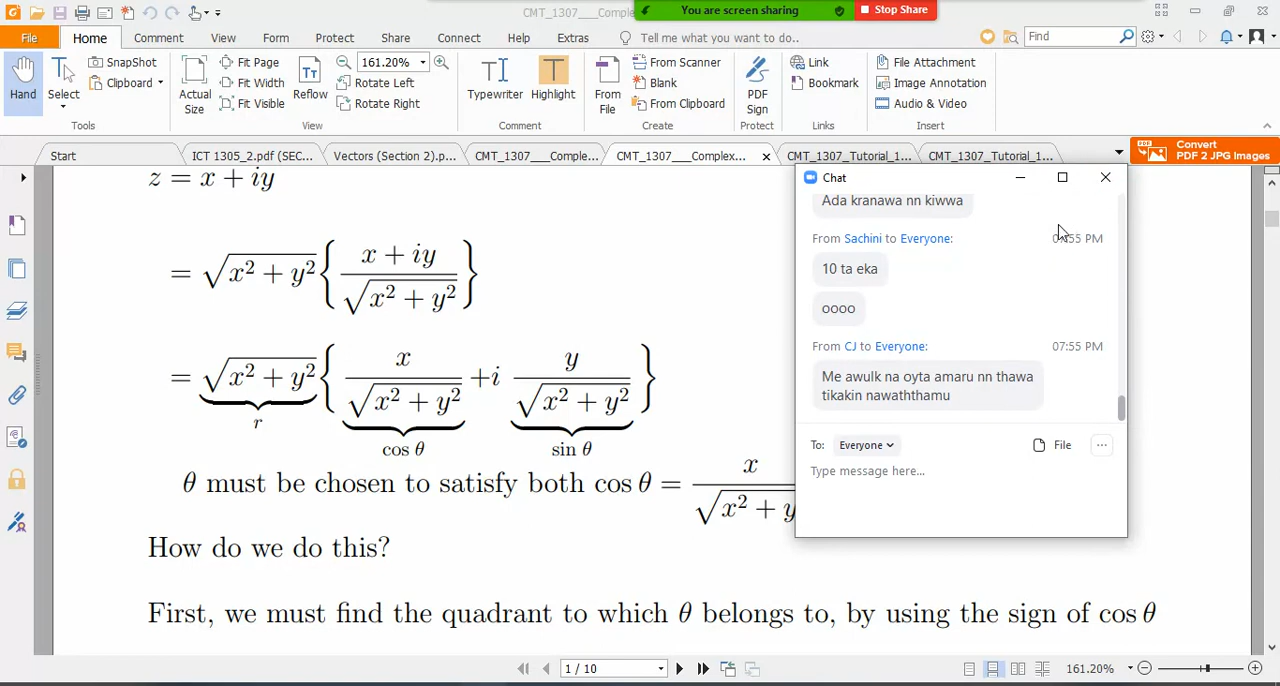 CMT_1307___Comple
You are screen sharing
Stop Share
File
Home
Comment
View
Form
Protect
Share
Connect
Help
Extras
Tell me what you want to do..
Find
Hand
Select
SnapShot
Clipboard
Actual Size
Fit Page
Fit Width
Fit Visible
Reflow
161.20%
Rotate Left
Rotate Right
Typewriter
Highlight
From File
From Scanner
Blank
From Clipboard
PDF Sign
Link
Bookmark
File Attachment
Image Annotation
Audio & Video
Tools
View
Comment
Create
Protect
Links
Insert
Start
ICT 1305_2.pdf (SEC...
Vectors (Section 2)....
CMT_1307___Comple...
CMT_1307___Complex...
CMT_1307_Tutorial_1...
CMT_1307_Tutorial_1...
Convert
PDF 2 JPG Images
z = x + iy
= √(x² + y²) { (x + iy) / √(x² + y²) }
= √(x² + y²) { x / √(x² + y²) + i y / √(x² + y²) }
r
cos θ
sin θ
θ must be chosen to satisfy both cos θ = x / √(x² + y
How do we do this?
First, we must find the quadrant to which θ belongs to, by using the sign of cos θ
Chat
Ada kranawa nn kiwwa
From Sachini to Everyone:
55 PM
10 ta eka
oooo
From CJ to Everyone:
07:55 PM
Me awulk na oyta amaru nn thawa
tikakin nawaththamu
To:
Everyone
File
Type message here...
1 / 10
161.20%